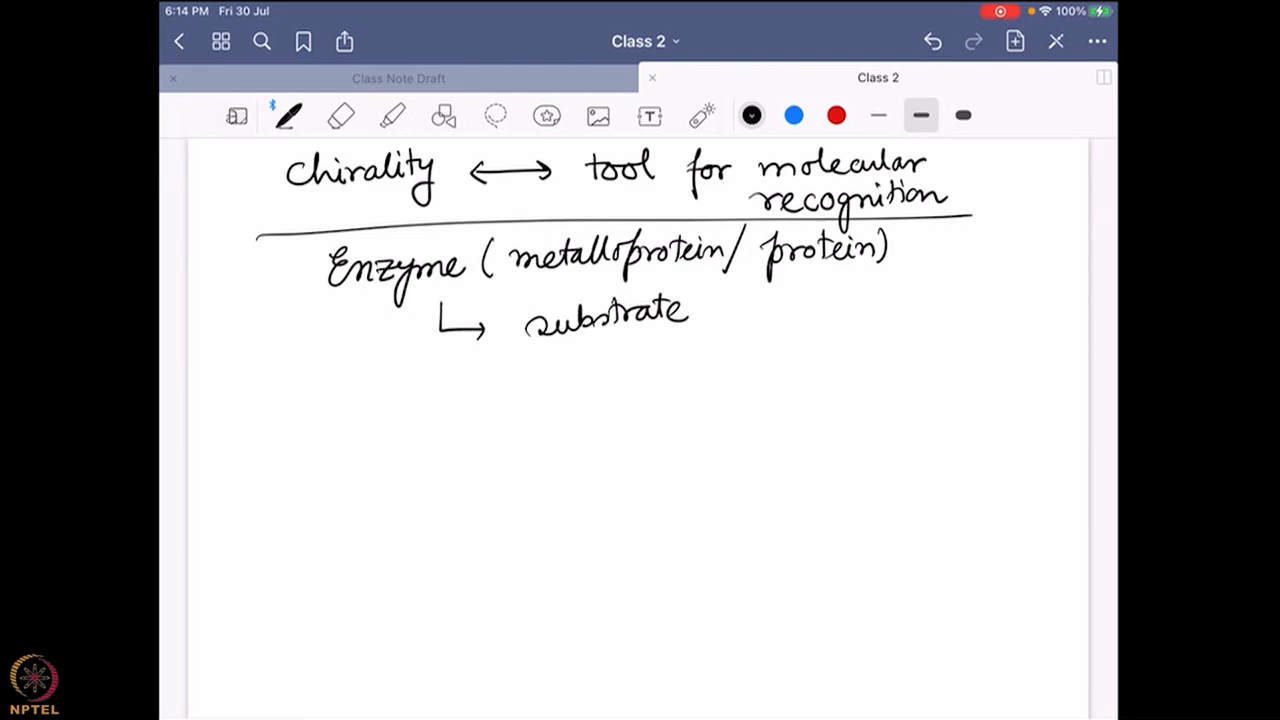 6:14 PM Fri 30 Jul 100%
Class 2
Class Note Draft Class 2
T
chirality ↔ tool for molecular
recognition
Enzyme ( metalloprotein/ protein)
↳ substrate
NPTEL